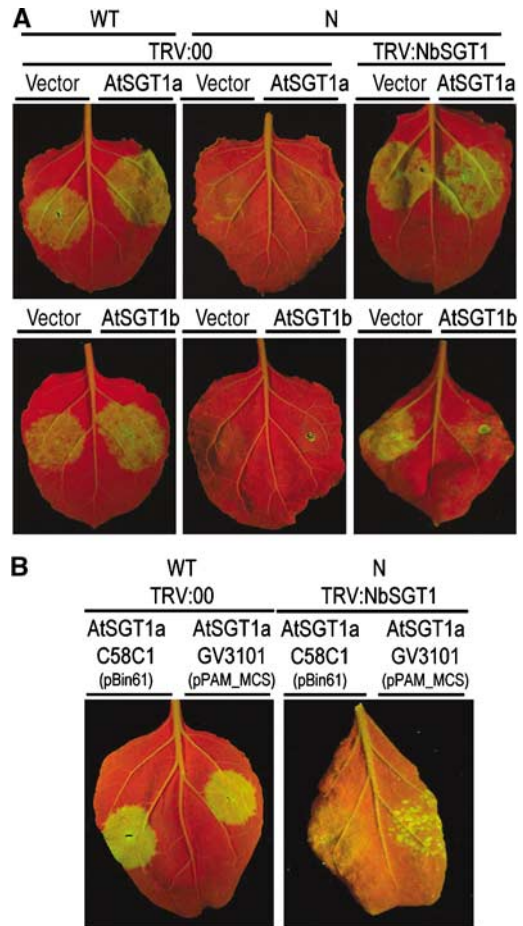 A
WT N
TRV:00 TRV:NbSGT1
Vector AtSGT1a Vector AtSGT1a Vector AtSGT1a
Vector AtSGT1b Vector AtSGT1b Vector AtSGT1b
B
WT N
TRV:00 TRV:NbSGT1
AtSGT1a AtSGT1a AtSGT1a AtSGT1a
C58C1 GV3101 C58C1 GV3101
(pBin61) (pPAM_MCS) (pBin61) (pPAM_MCS)